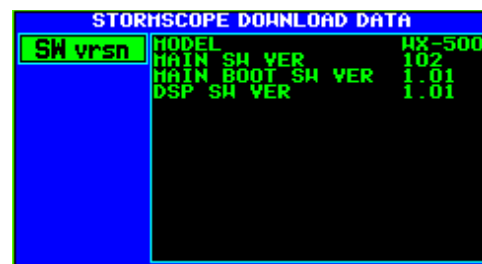 STORMSCOPE DOWNLOAD DATA
SW vrsn
MODEL WX-500
MAIN SW VER 102
MAIN BOOT SW VER 1.01
DSP SW VER 1.01